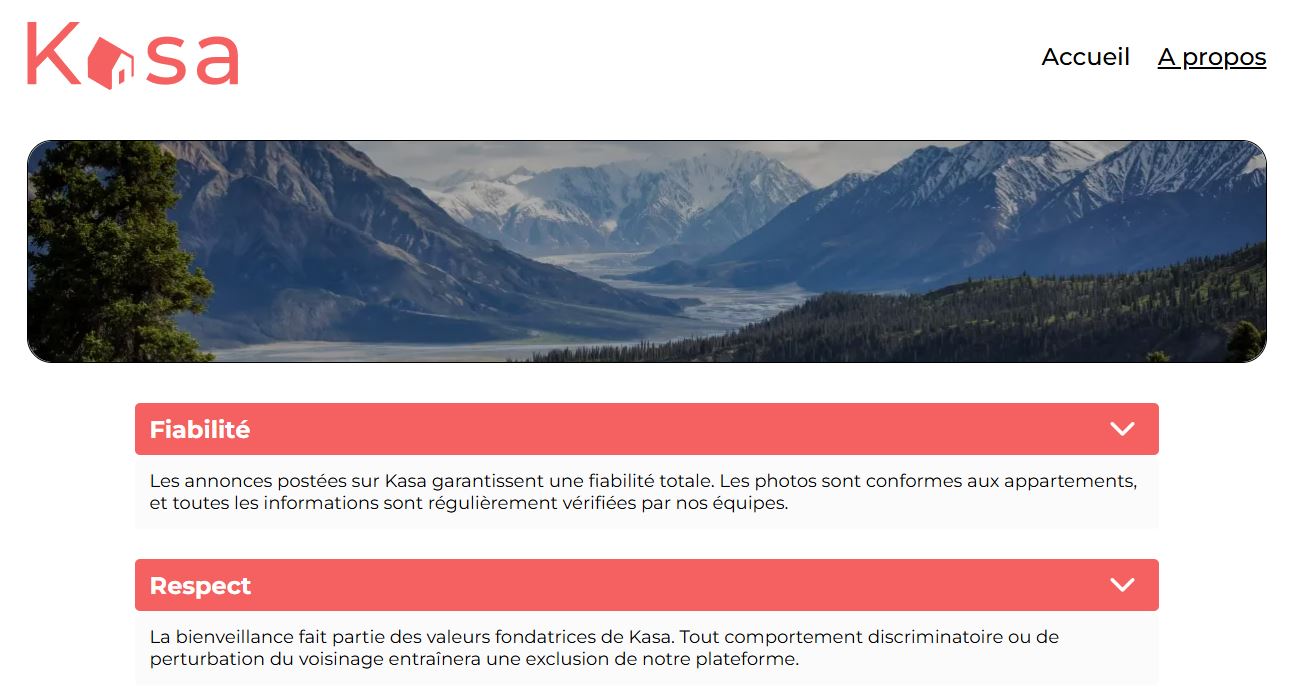 Kasa
Accueil
A propos
Fiabilité
Les annonces postées sur Kasa garantissent une fiabilité totale. Les photos sont conformes aux appartements,
et toutes les informations sont régulièrement vérifiées par nos équipes.
Respect
La bienveillance fait partie des valeurs fondatrices de Kasa. Tout comportement discriminatoire ou de
perturbation du voisinage entraînera une exclusion de notre plateforme.